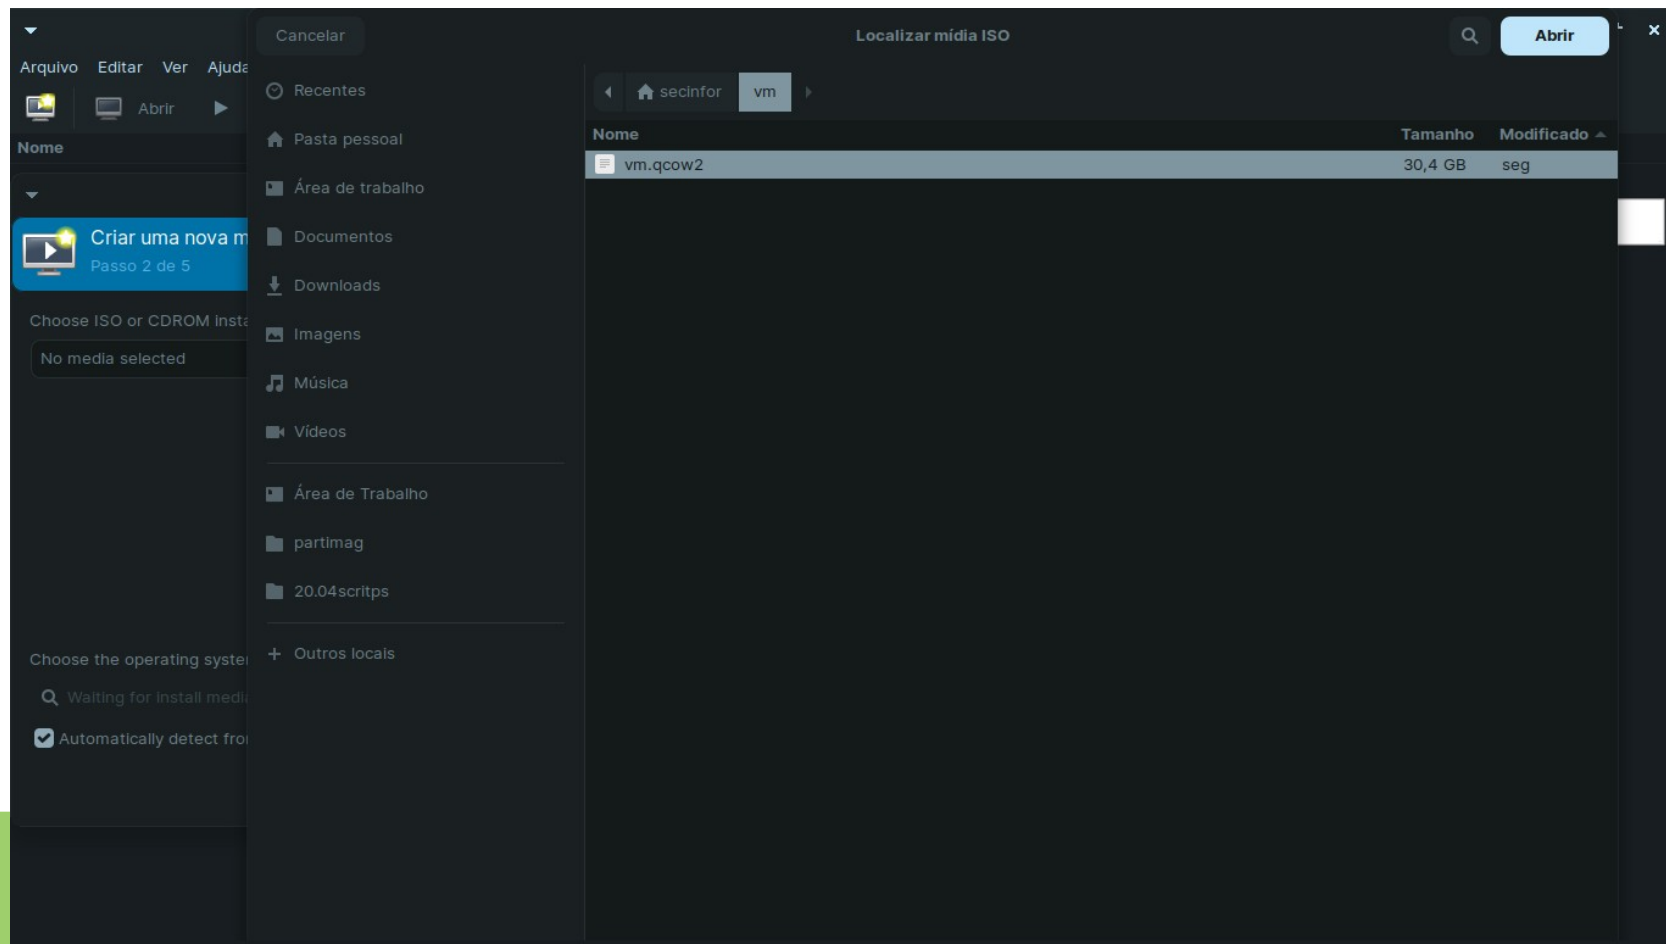 Cancelar
Localizar mídia ISO
Abrir
Arquivo Editar Ver Ajuda
Abrir
Nome
Criar uma nova m
Passo 2 de 5
Choose ISO or CDROM insta
No media selected
Choose the operating syste
Waiting for install media
Automatically detect fro
Recentes
Pasta pessoal
Área de trabalho
Documentos
Downloads
Imagens
Música
Vídeos
Área de Trabalho
partimag
20.04scritps
Outros locais
secinfor vm
Nome Tamanho Modificado
vm.qcow2 30,4 GB seg